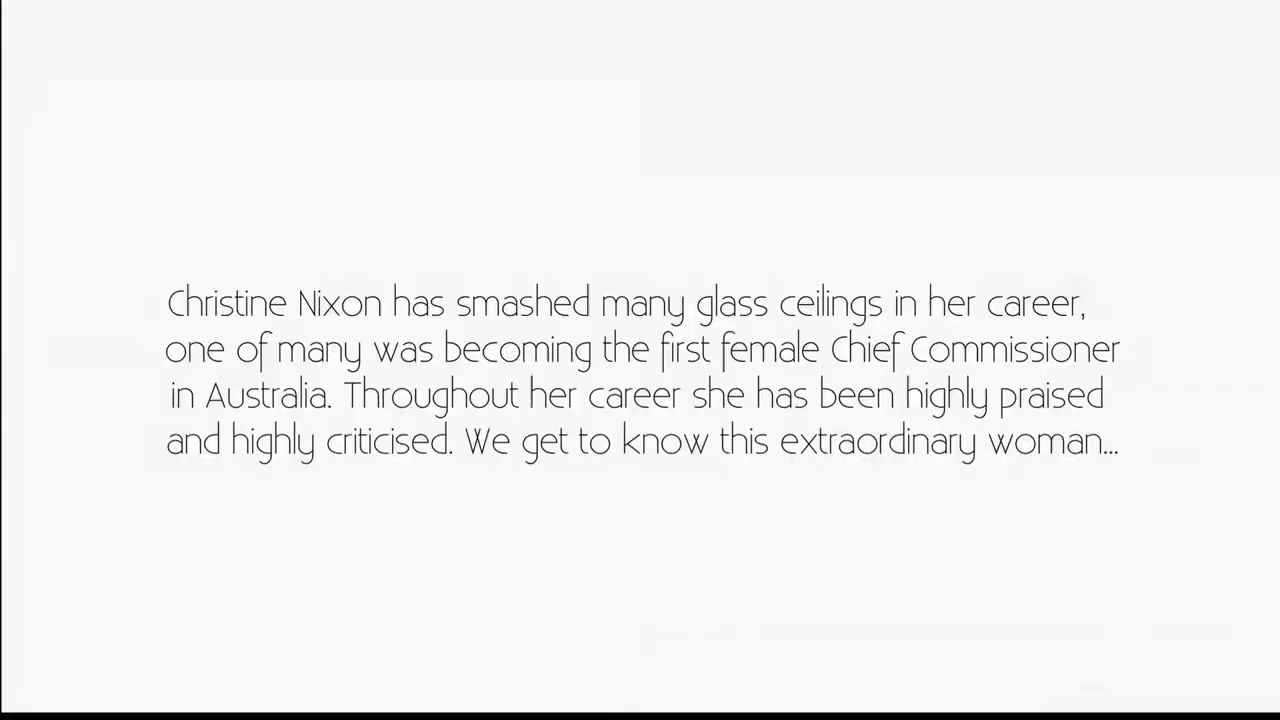 Christine Nixon has smashed many glass ceilings in her career,
one of many was becoming the first female Chief Commissioner
in Australia. Throughout her career she has been highly praised
and highly criticised. We get to know this extraordinary woman...